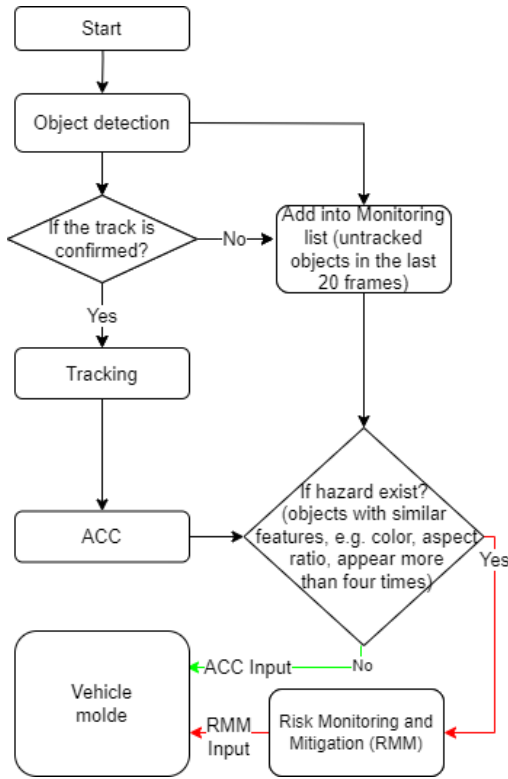 Start
Object detection
If the track is
confirmed?
No
Add into Monitoring
list (untracked
objects in the last
20 frames)
Yes
Tracking
ACC
If hazard exist?
(objects with similar
features, e.g. color, aspect
ratio, appear more
than four times)
Yes
No
ACC Input
Vehicle
molde
RMM
Input
Risk Monitoring and
Mitigation (RMM)